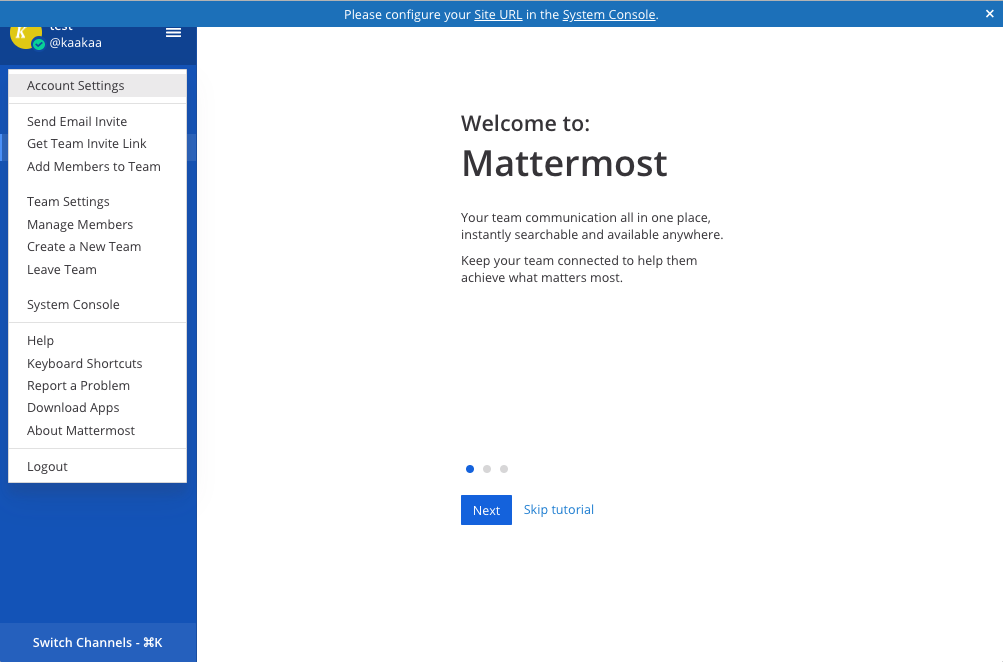 Please configure your Site URL in the System Console.
K
test
@kaakaa
Account Settings
Send Email Invite
Get Team Invite Link
Add Members to Team
Team Settings
Manage Members
Create a New Team
Leave Team
System Console
Help
Keyboard Shortcuts
Report a Problem
Download Apps
About Mattermost
Logout
Switch Channels - ⌘K
Welcome to:
Mattermost
Your team communication all in one place,
instantly searchable and available anywhere.
Keep your team connected to help them
achieve what matters most.
Next
Skip tutorial